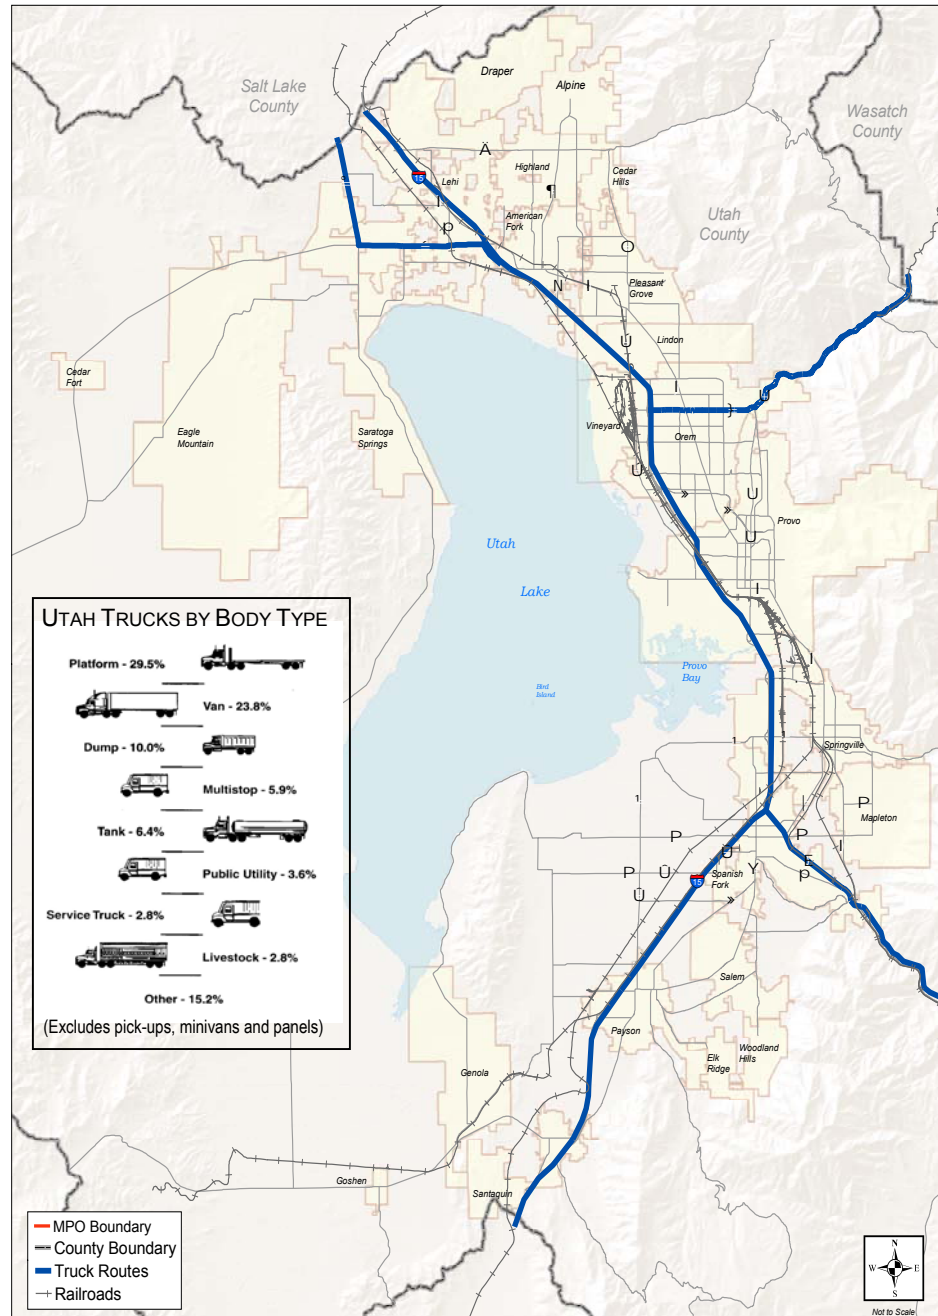 Draper
Alpine
Salt Lake
County
Wasatch
County
Ä
Highland
Cedar
Hills
15
Lehi
¶
Utah
County
American
Fork
p
O
N
I
Pleasant
Grove
Ú
Lindon
Cedar
Fort
I
U
}
Eagle
Mountain
Saratoga
Springs
Vineyard
Orem
Ù
»
»
U
Provo
U
Utah
Lake
I
UTAH TRUCKS BY BODY TYPE
Platform - 29.5%
Van - 23.8%
Dump - 10.0%
Multistop - 5.9%
Tank - 6.4%
Public Utility - 3.6%
Service Truck - 2.8%
Livestock - 2.8%
Other - 15.2%
(Excludes pick-ups, minivans and panels)
Provo
Bay
I
Bird
Island
1
1
Springville
1
P
Mapleton
P
P
I
P
Û
Y
E
p
15
Spanish
Fork
Û
»
Salem
Payson
Elk
Ridge
Woodland
Hills
Genola
Goshen
Santaquin
MPO Boundary
County Boundary
Truck Routes
Railroads
N
W
E
S
Not to Scale